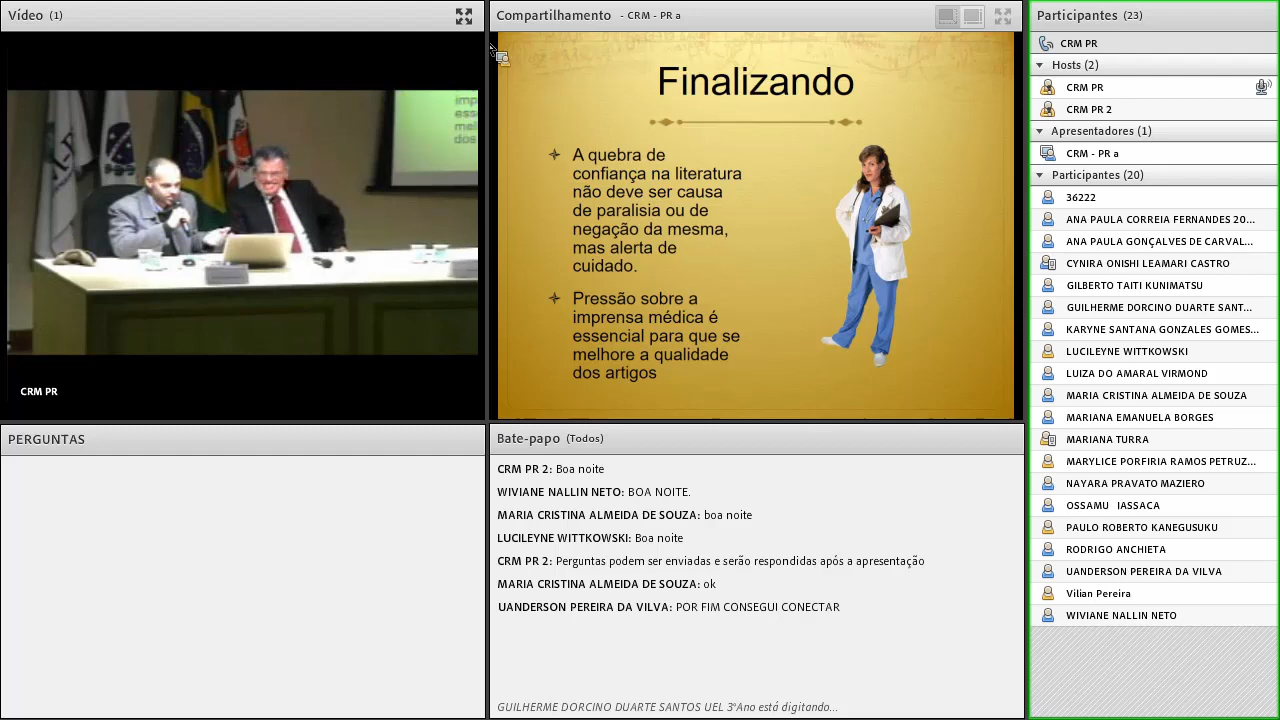 Vídeo (1)
imp
ess
mel
dos
CRM PR
PERGUNTAS
Compartilhamento - CRM - PR a
Finalizando
A quebra de
confiança na literatura
não deve ser causa
de paralisia ou de
negação da mesma,
mas alerta de
cuidado.
Pressão sobre a
imprensa médica é
essencial para que se
melhore a qualidade
dos artigos
Bate-papo (Todos)
CRM PR 2: Boa noite
WIVIANE NALLIN NETO: BOA NOITE.
MARIA CRISTINA ALMEIDA DE SOUZA: boa noite
LUCILEYNE WITTKOWSKI: Boa noite
CRM PR 2: Perguntas podem ser enviadas e serão respondidas após a apresentação
MARIA CRISTINA ALMEIDA DE SOUZA: ok
UANDERSON PEREIRA DA VILVA: POR FIM CONSEGUI CONECTAR
GUILHERME DORCINO DUARTE SANTOS UEL 3ºAno está digitando...
Participantes (23)
CRM PR
Hosts (2)
CRM PR
CRM PR 2
Apresentadores (1)
CRM - PR a
Participantes (20)
36222
ANA PAULA CORREIA FERNANDES 20...
ANA PAULA GONÇALVES DE CARVAL...
CYNIRA ONISHI LEAMARI CASTRO
GILBERTO TAITI KUNIMATSU
GUILHERME DORCINO DUARTE SANT...
KARYNE SANTANA GONZALES GOMES...
LUCILEYNE WITTKOWSKI
LUIZA DO AMARAL VIRMOND
MARIA CRISTINA ALMEIDA DE SOUZA
MARIANA EMANUELA BORGES
MARIANA TURRA
MARYLICE PORFIRIA RAMOS PETRUZ...
NAYARA PRAVATO MAZIERO
OSSAMU IASSACA
PAULO ROBERTO KANEGUSUKU
RODRIGO ANCHIETA
UANDERSON PEREIRA DA VILVA
Vilian Pereira
WIVIANE NALLIN NETO